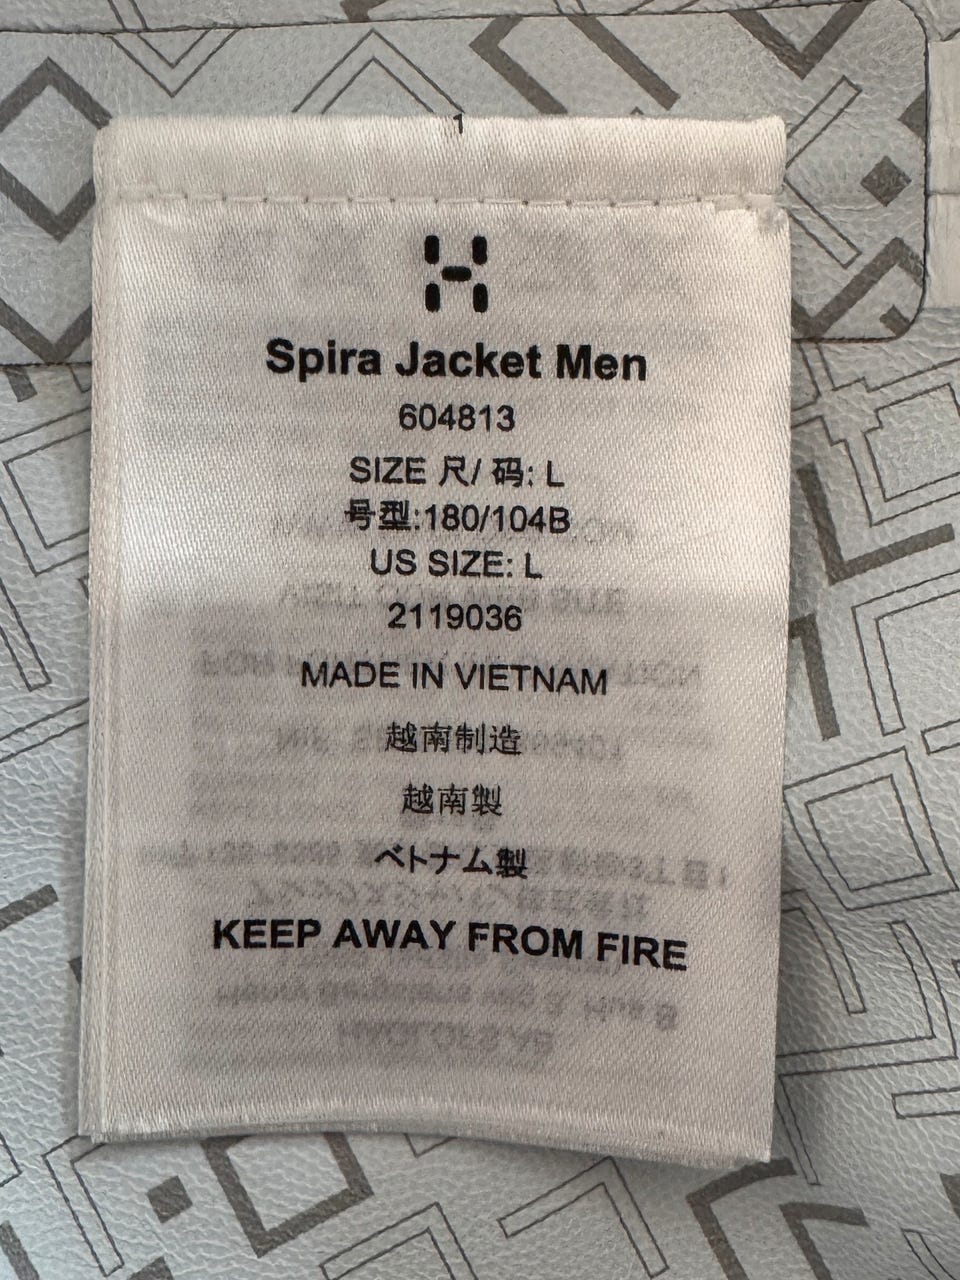 1
Spira Jacket Men
604813
SIZE 尺/ 码: L
号型:180/104B
US SIZE: L
2119036
MADE IN VIETNAM
越南制造
越南製
ベトナム製
KEEP AWAY FROM FIRE